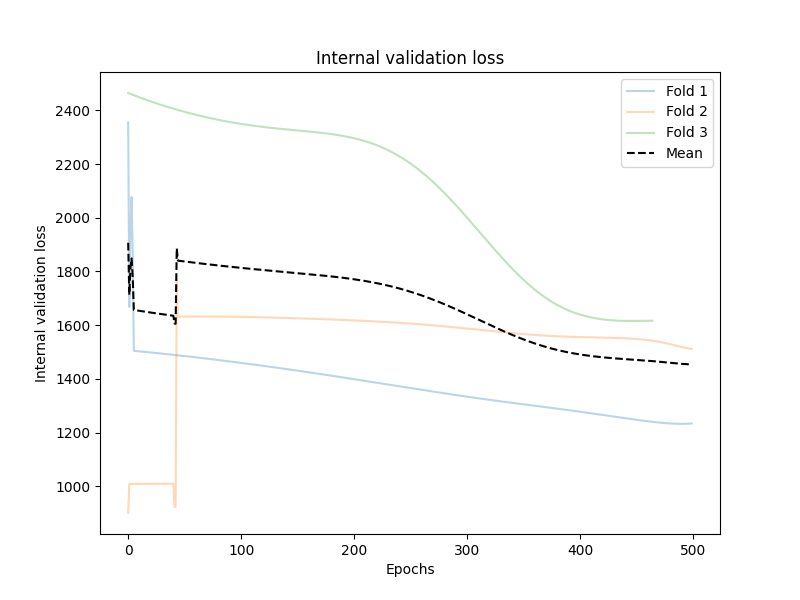 Internal validation loss
Fold 1
Fold 2
Fold 3
Mean
Internal validation loss
2400
2200
2000
1800
1600
1400
1200
1000
0 100 200 300 400 500
Epochs